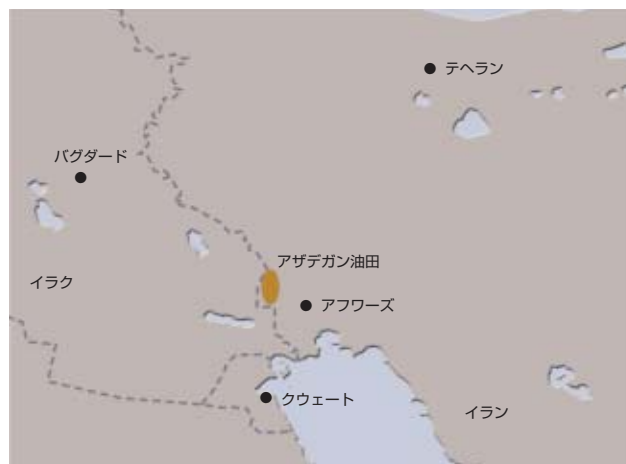 テヘラン
バグダード
アザデガン油田
イラク
アフワーズ
クウェート
イラン